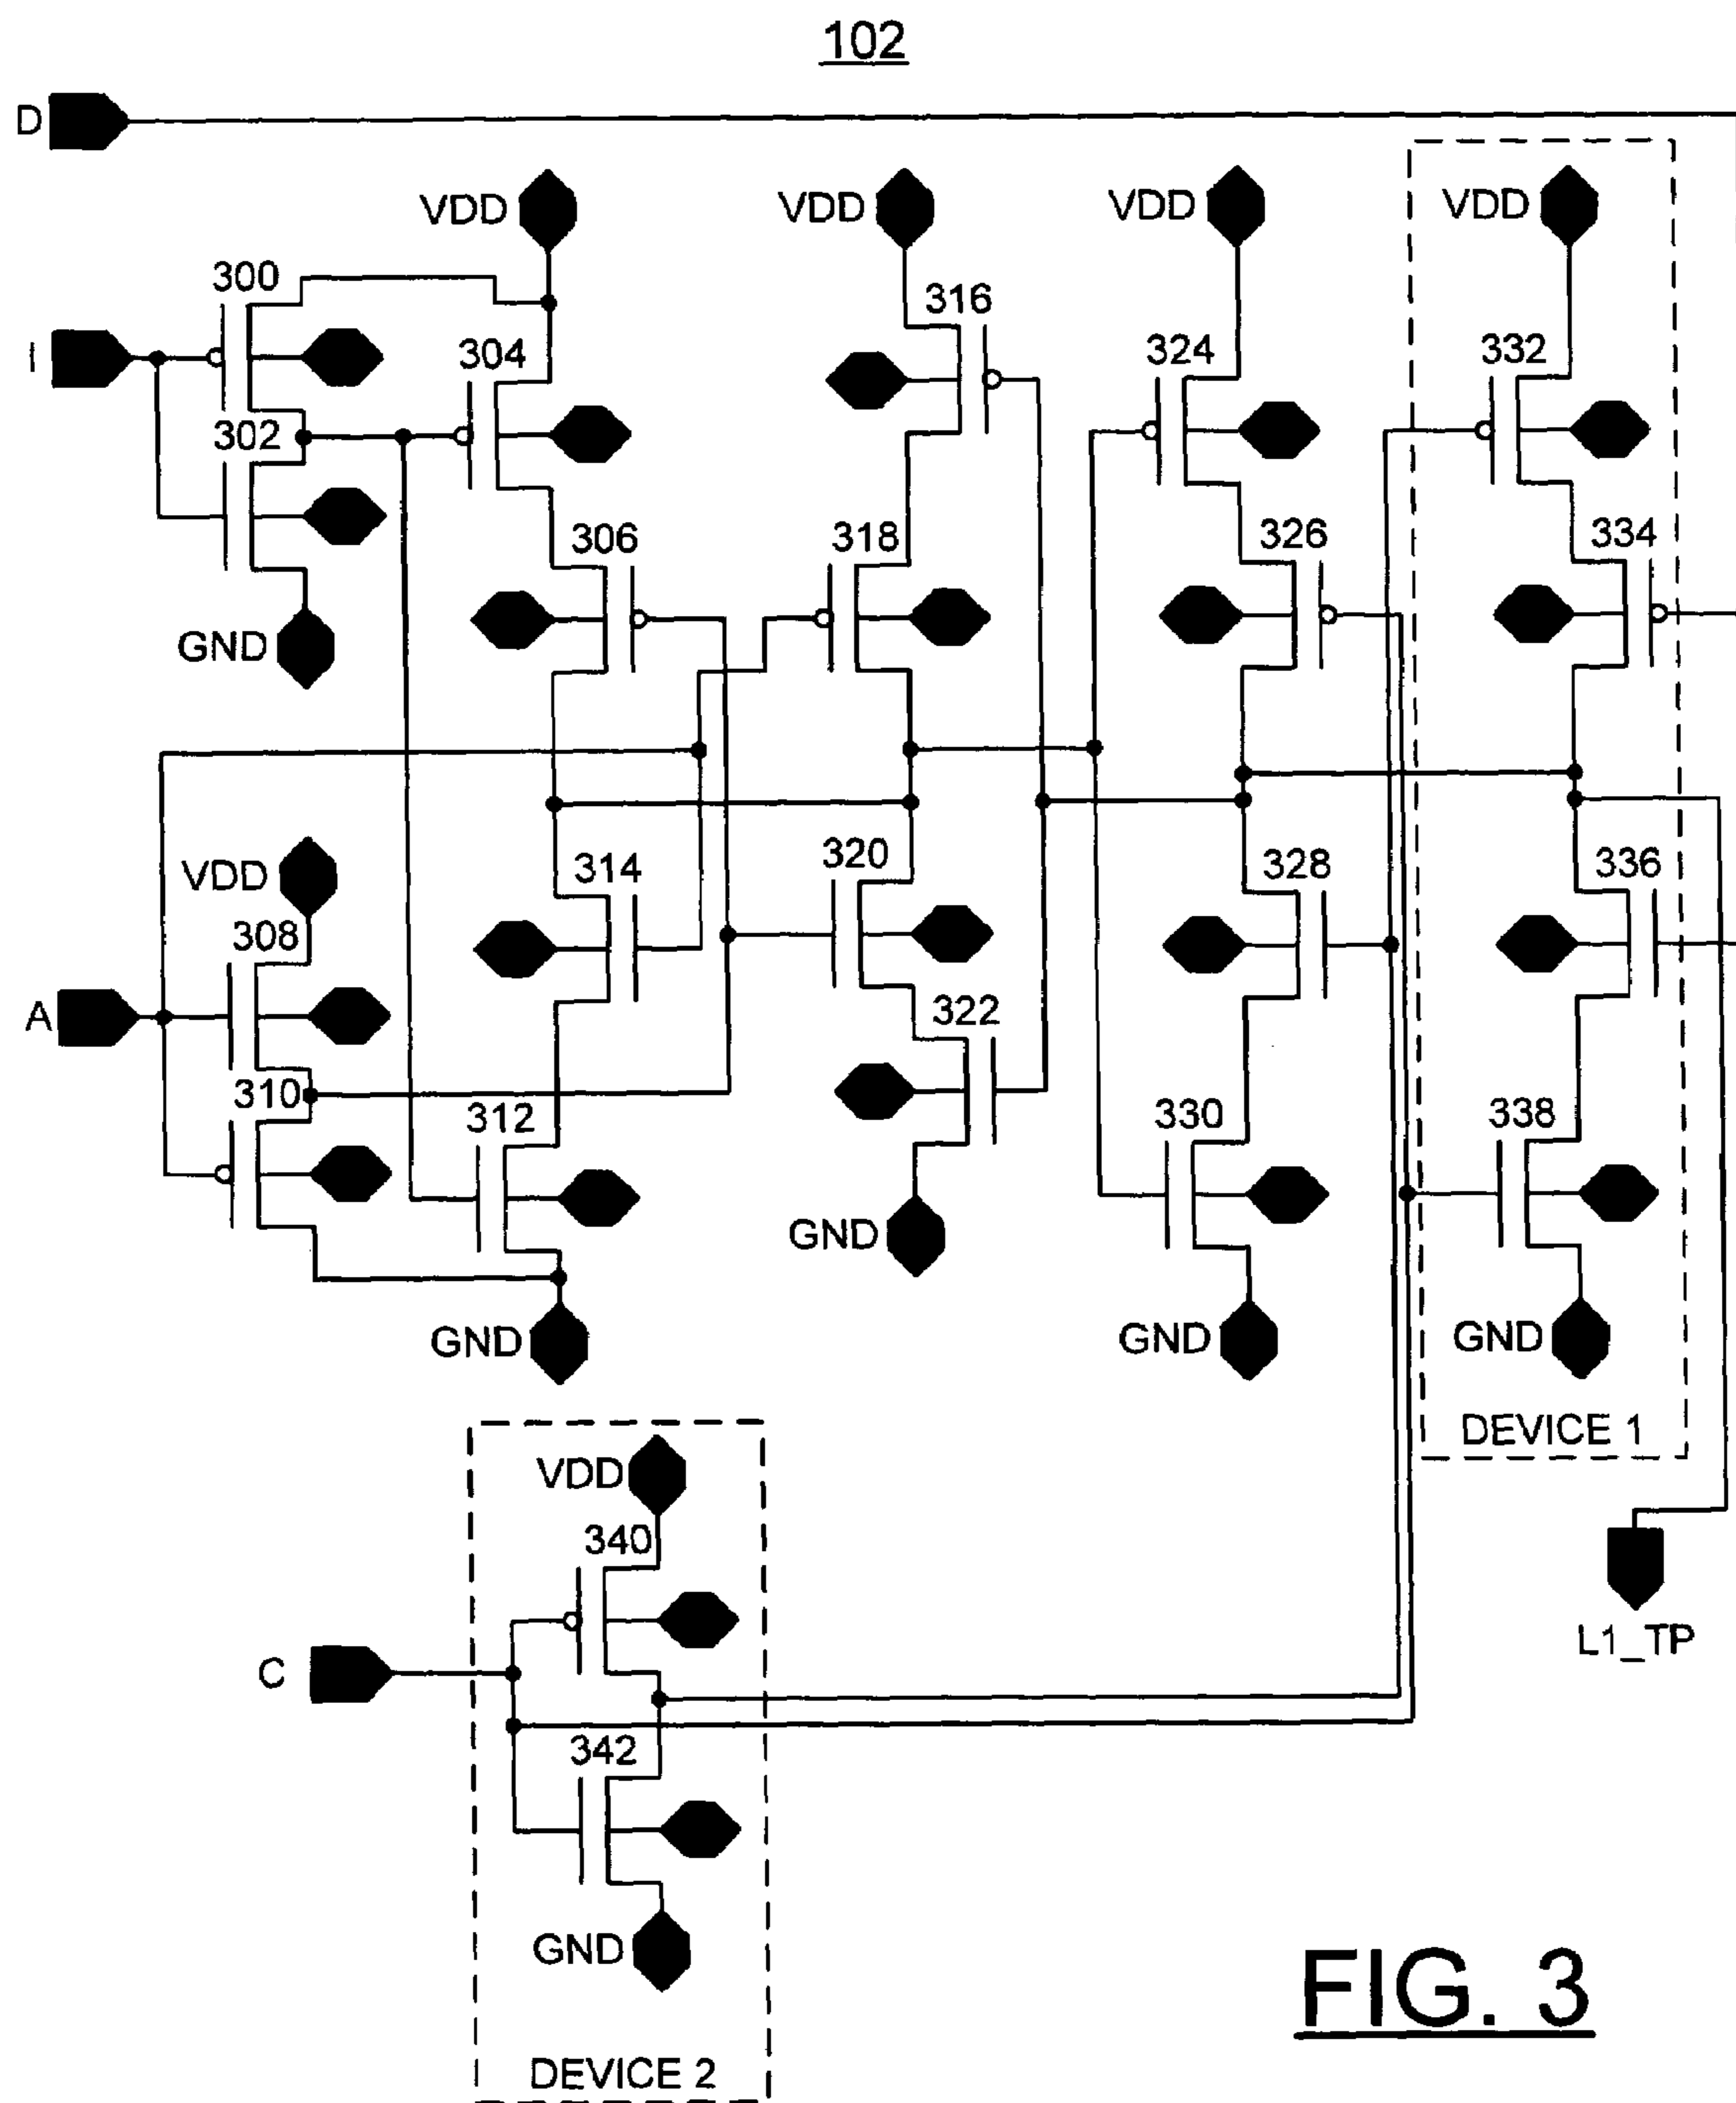 102
D
VDD
VDD
VDD
VDD
300
316
I
304
324
332
302
306
318
326
334
GND
VDD
314
320
328
336
308
A
322
310
312
330
338
GND
GND
GND
GND
DEVICE 1
VDD
340
L1_TP
C
342
GND
FIG. 3
DEVICE 2